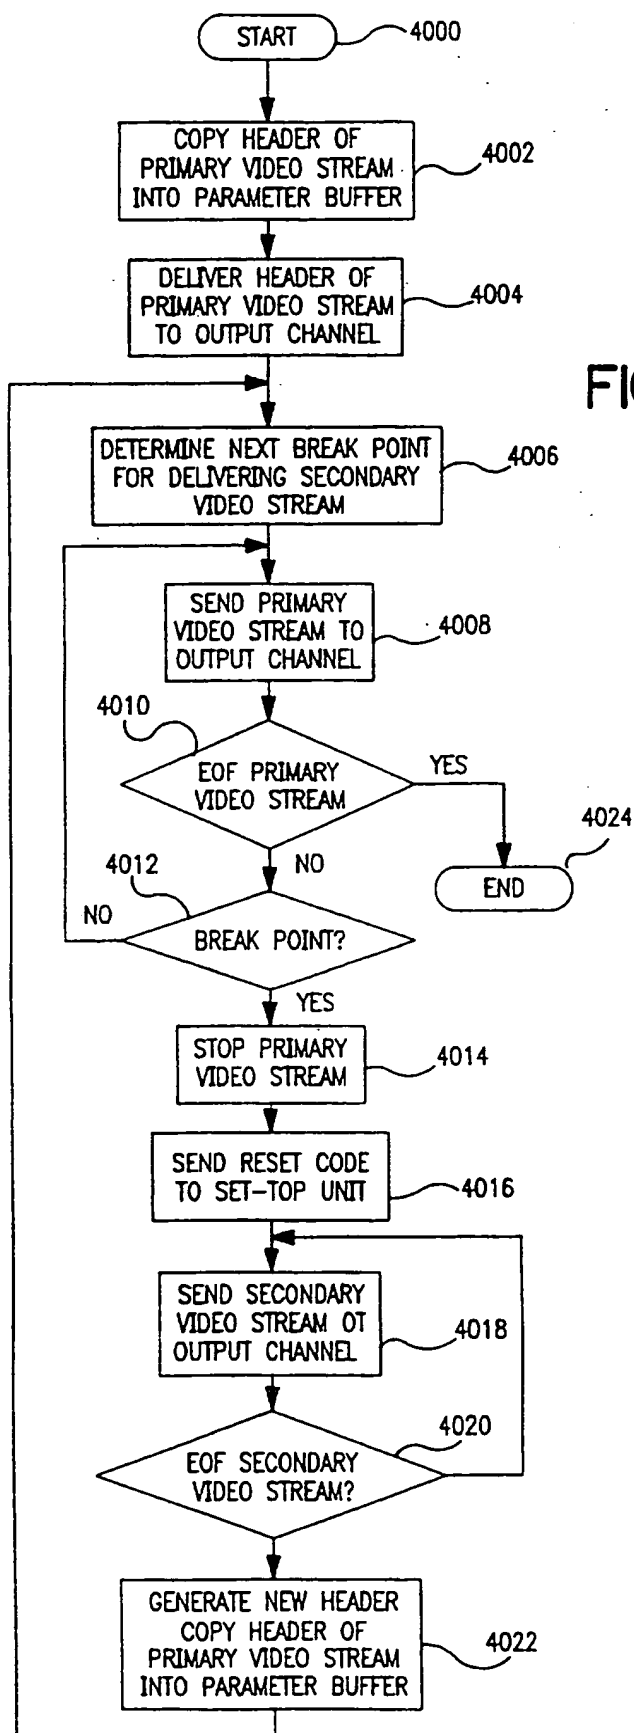 START
4000
COPY HEADER OF
PRIMARY VIDEO STREAM
INTO PARAMETER BUFFER
4002
DELIVER HEADER OF
PRIMARY VIDEO STREAM
TO OUTPUT CHANNEL
4004
FIG
DETERMINE NEXT BREAK POINT
FOR DELIVERING SECONDARY
VIDEO STREAM
4006
SEND PRIMARY
VIDEO STREAM TO
OUTPUT CHANNEL
4008
4010
EOF PRIMARY
VIDEO STREAM
YES
4024
END
NO
4012
NO
BREAK POINT?
YES
STOP PRIMARY
VIDEO STREAM
4014
SEND RESET CODE
TO SET-TOP UNIT
4016
SEND SECONDARY
VIDEO STREAM OT
OUTPUT CHANNEL
4018
4020
EOF SECONDARY
VIDEO STREAM?
GENERATE NEW HEADER
COPY HEADER OF
PRIMARY VIDEO STREAM
INTO PARAMETER BUFFER
4022